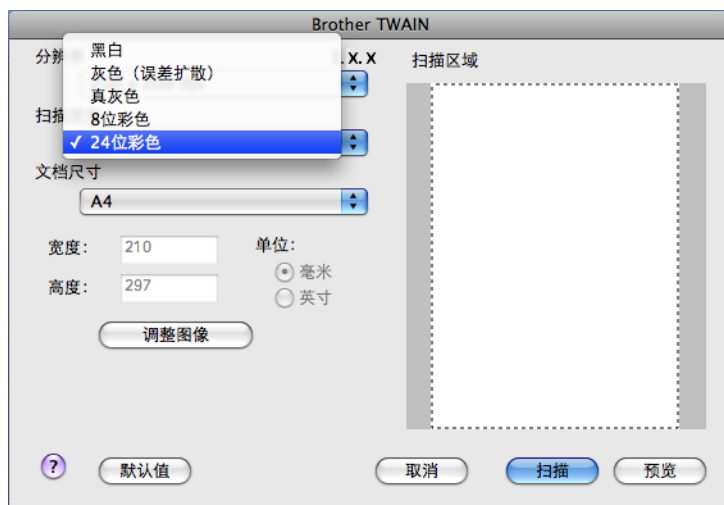 Brother TWAIN
分辨
X. X
扫描区域
黑白
灰色（误差扩散）
真灰色
扫描
8位彩色
✓ 24位彩色
文档尺寸
A4
宽度：
210
单位：
毫米
高度：
297
英寸
调整图像
?
默认值
取消
扫描
预览